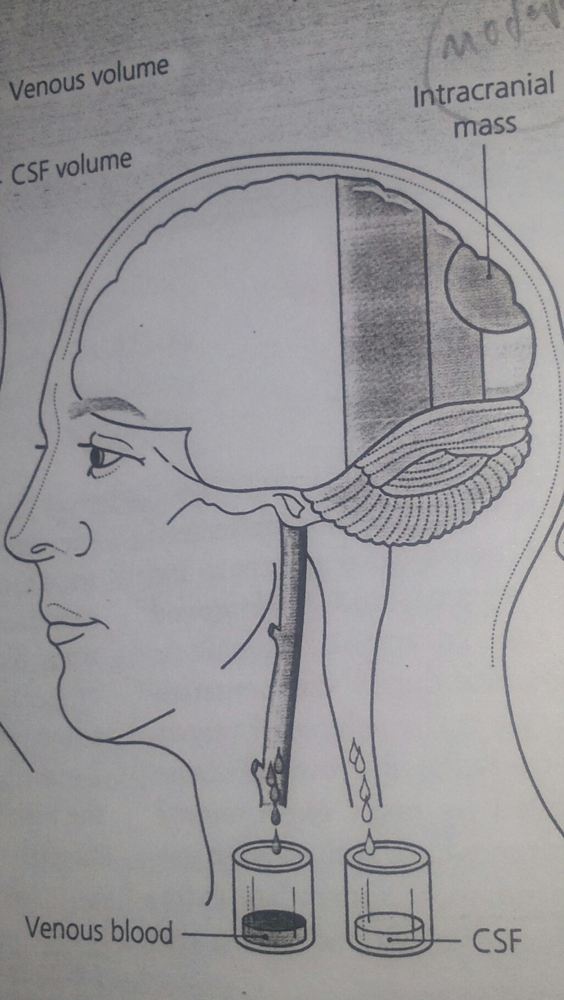 Venous volume
Intracranial
mass
CSF volume
Venous blood
CSF